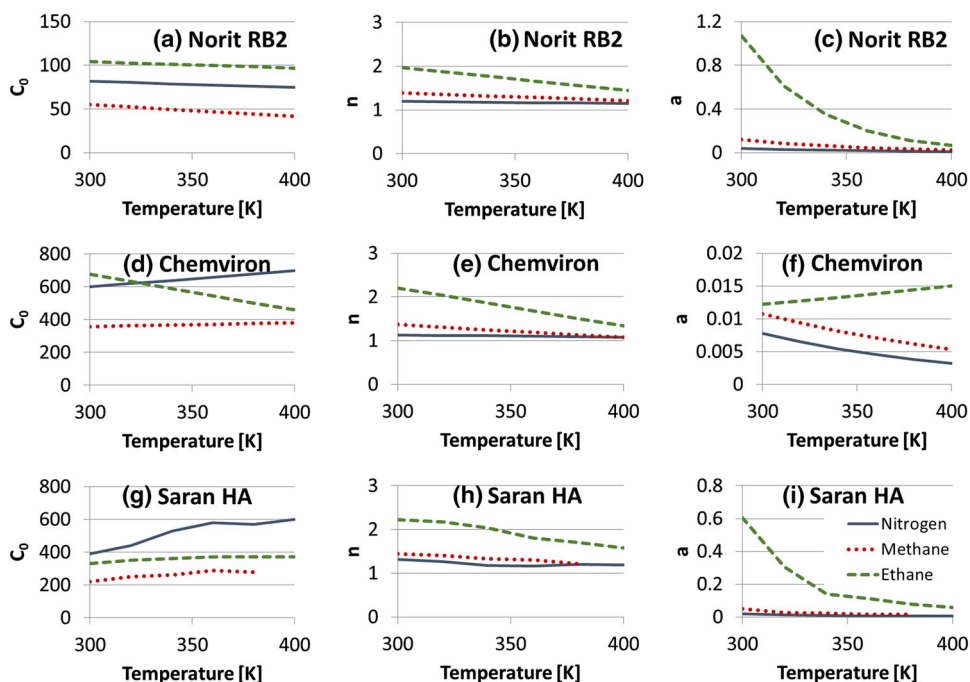 (a) Norit RB2
C0
150
100
50
0
300 350 400
Temperature [K]
(b) Norit RB2
n
3
2
1
0
300 350 400
Temperature [K]
(c) Norit RB2
a
1.2
0.8
0.4
0
300 350 400
Temperature [K]
(d) Chemviron
C0
800
600
400
200
0
300 350 400
Temperature [K]
(e) Chemviron
n
3
2
1
0
300 350 400
Temperature [K]
(f) Chemviron
a
0.02
0.015
0.01
0.005
0
300 350 400
Temperature [K]
(g) Saran HA
C0
800
600
400
200
0
300 350 400
Temperature [K]
(h) Saran HA
n
3
2
1
0
300 350 400
Temperature [K]
(i) Saran HA
a
0.8
0.6
0.4
0.2
0
300 350 400
Temperature [K]
Nitrogen
Methane
Ethane